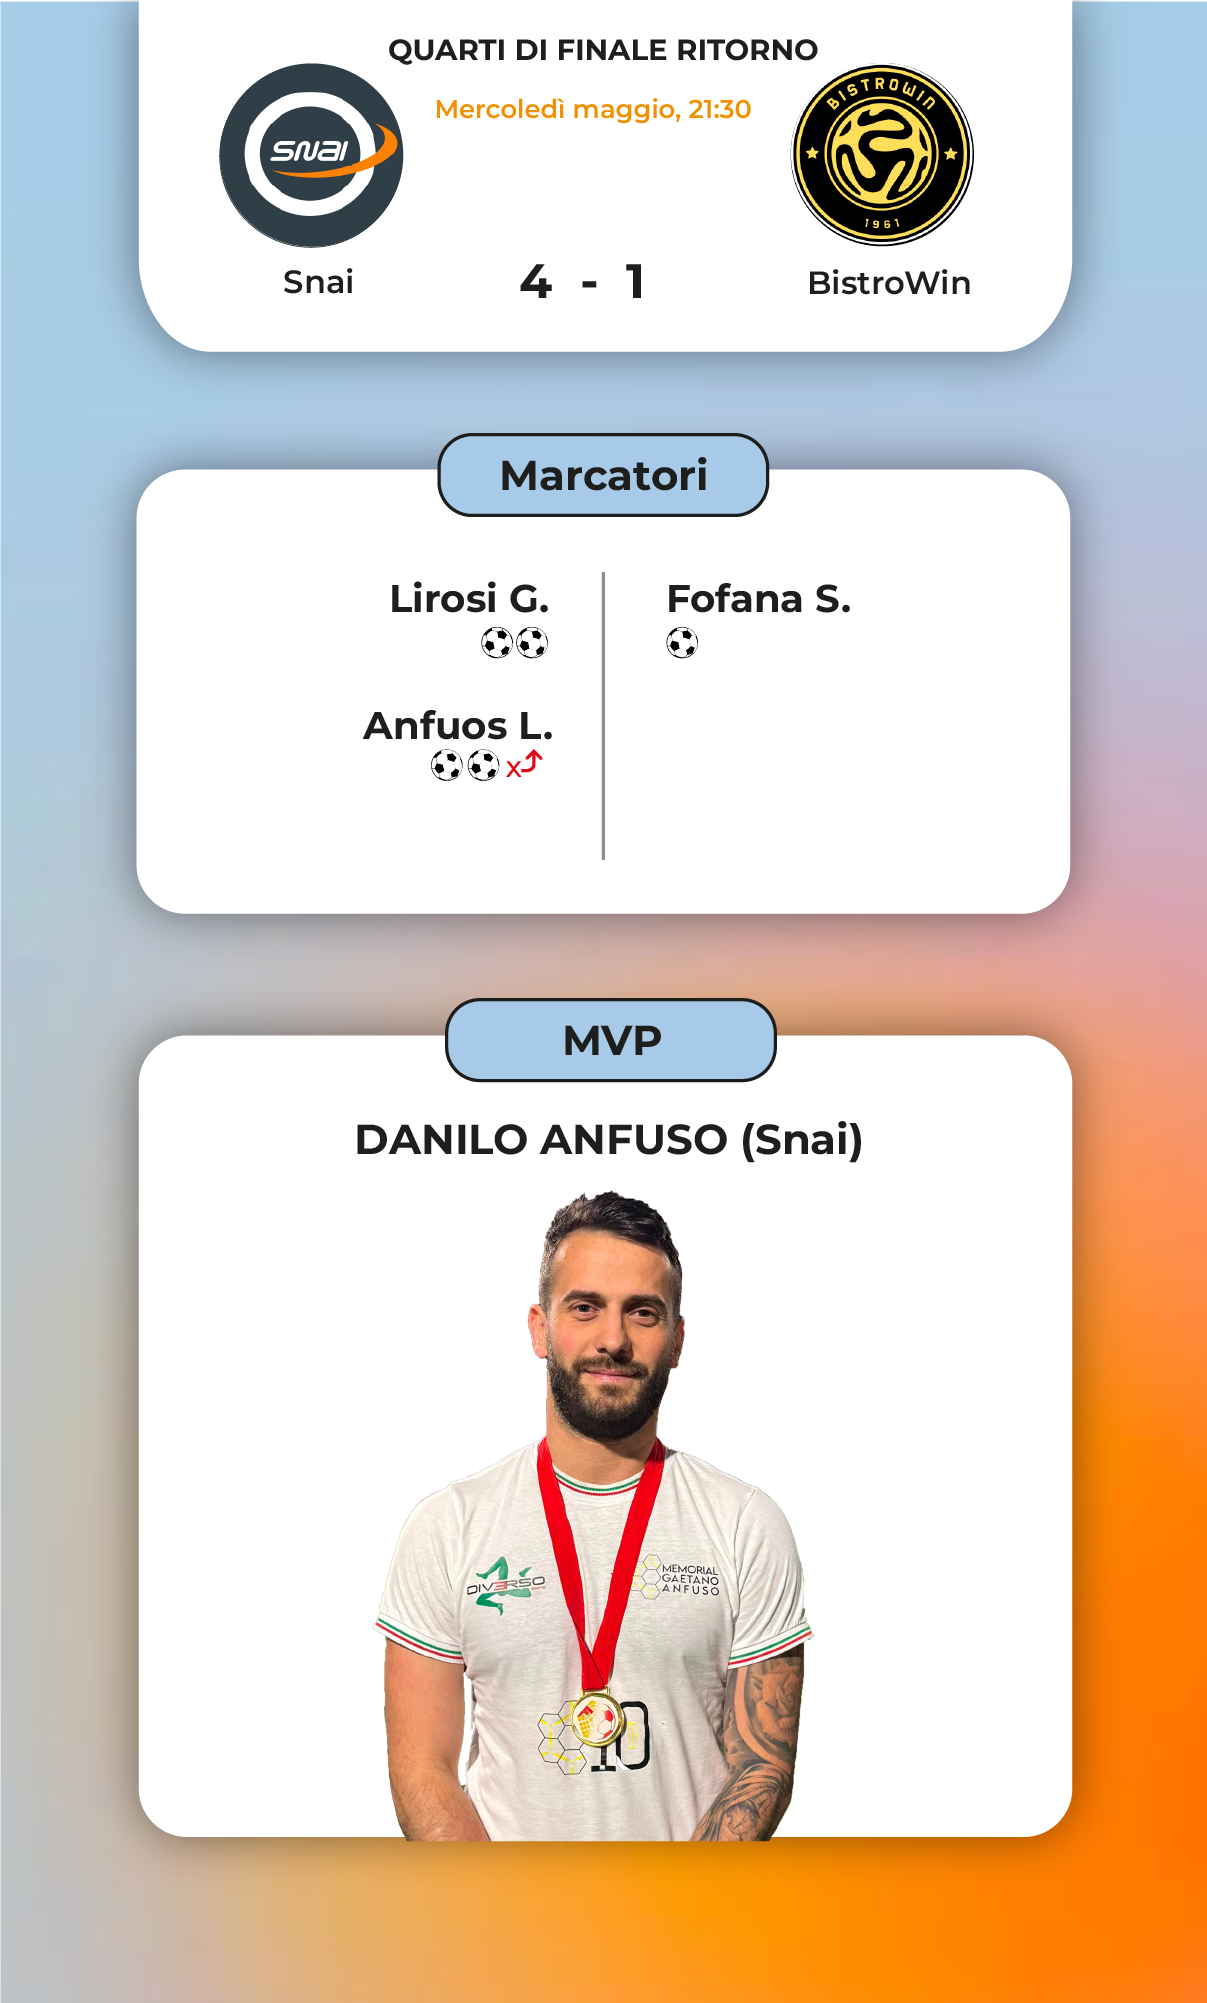 QUARTI DI FINALE RITORNO
Mercoledì maggio, 21:30
SNAI
BISTROWIN
1961
Snai
4 - 1
BistroWin
Marcatori
Lirosi G.
Fofana S.
Anfuos L.
x
MVP
DANILO ANFUSO (Snai)
DIVERSO
MEMORIAL
GAETANO
ANFUSO
10